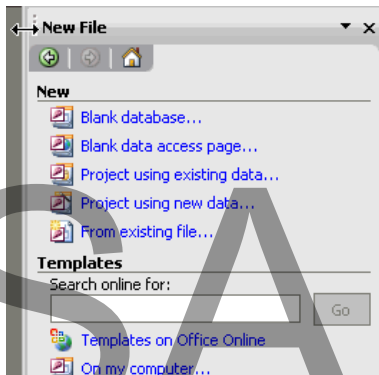 New File
New
Blank database...
Blank data access page...
Project using existing data...
Project using new data...
From existing file...
Templates
Search online for:
Go
Templates on Office Online
On my computer...
SA